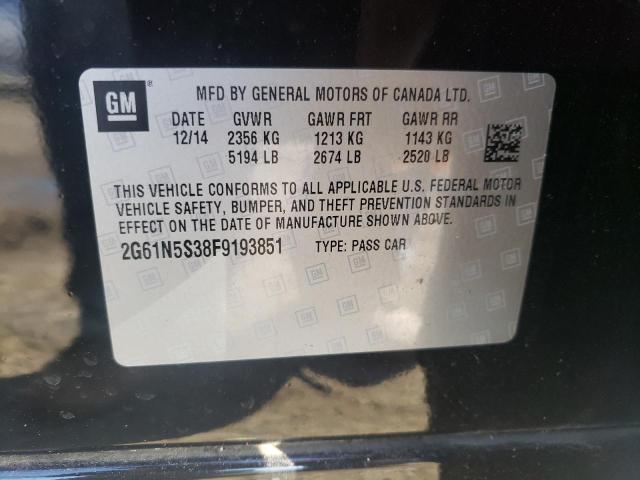 GM
MFD BY GENERAL MOTORS OF CANADA LTD.
DATE GVWR GAWR FRT GAWR RR
12/14 2356 KG 1213 KG 1143 KG
5194 LB 2674 LB 2520 LB
THIS VEHICLE CONFORMS TO ALL APPLICABLE U.S. FEDERAL MOTOR
VEHICLE SAFETY, BUMPER, AND THEFT PREVENTION STANDARDS IN
EFFECT ON THE DATE OF MANUFACTURE SHOWN ABOVE.
2G61N5S38F9193851 TYPE: PASS CAR